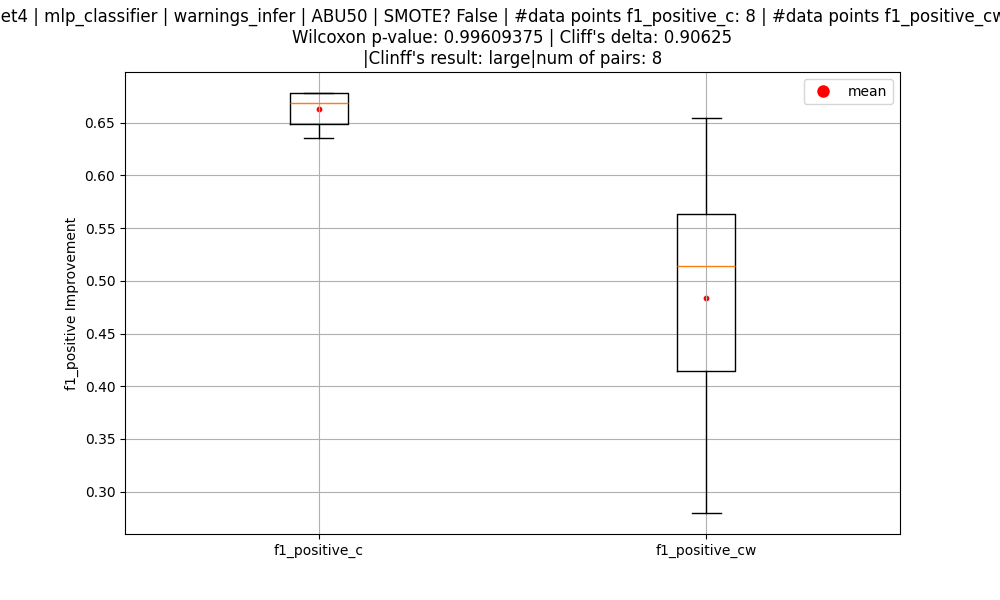 et4 | mlp_classifier | warnings_infer | ABU50 | SMOTE? False | #data points f1_positive_c: 8 | #data points f1_positive_cw
Wilcoxon p-value: 0.99609375 | Cliff's delta: 0.90625
|Clinff's result: large|num of pairs: 8
mean
0.65
0.60
0.55
0.50
0.45
0.40
0.35
0.30
f1_positive Improvement
f1_positive_c
f1_positive_cw